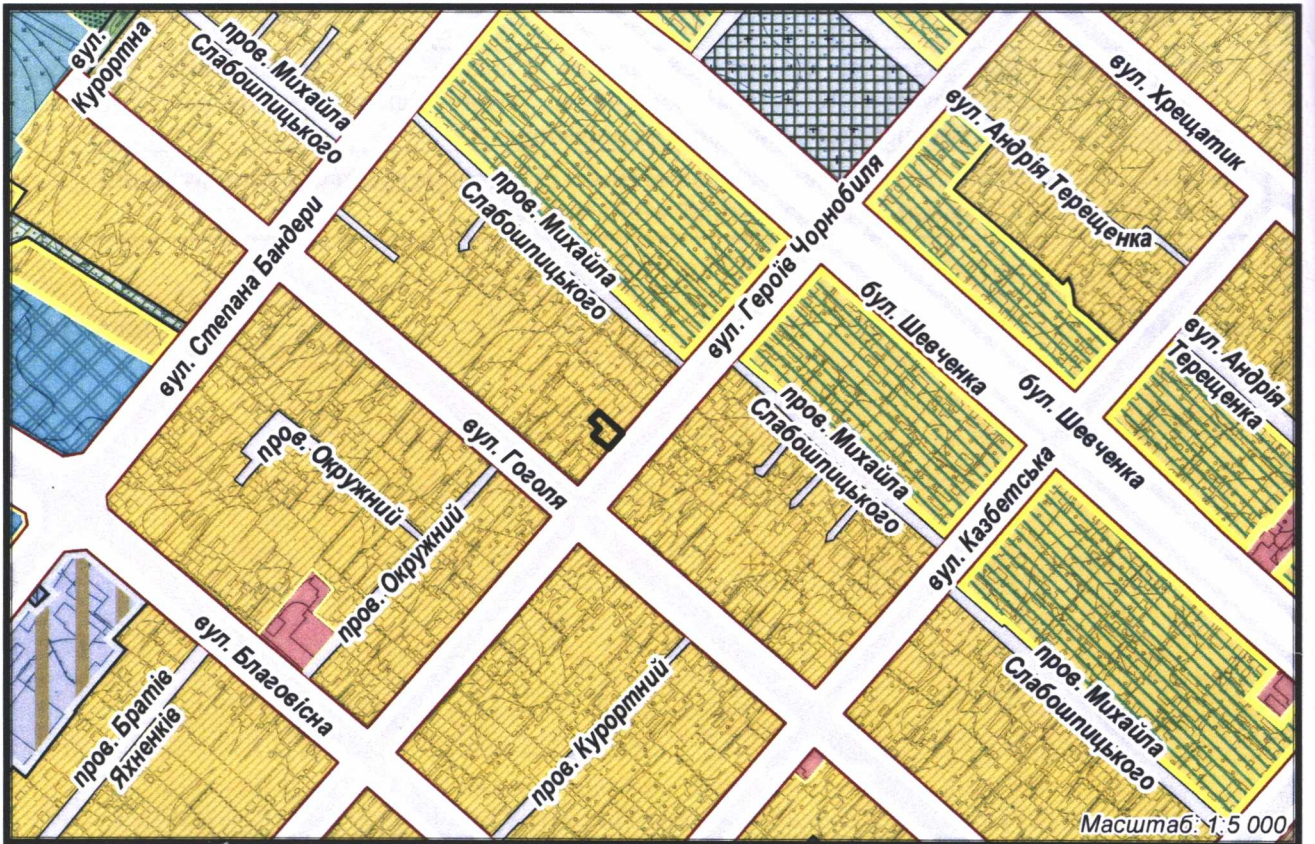 вул.
Курортна
пров. Михайла
Слабошпицького
вул. Хрещатик
вул. Андрія Терещенка
пров. Михайла
Слабошпицького
вул. Героїв Чорнобиля
вул. Степана Бандери
бул. Шевченка
вул. Андрія
Терещенка
бул. Шевченка
пров. Михайла
Слабошпицького
вул. Гоголя
пров. Окружний
пров. Окружний
вул. Казбетська
вул. Благовісна
пров. Братів
Яхненків
пров. Курортний
пров. Михайла
Слабошпицького
Масштаб: 1:5 000